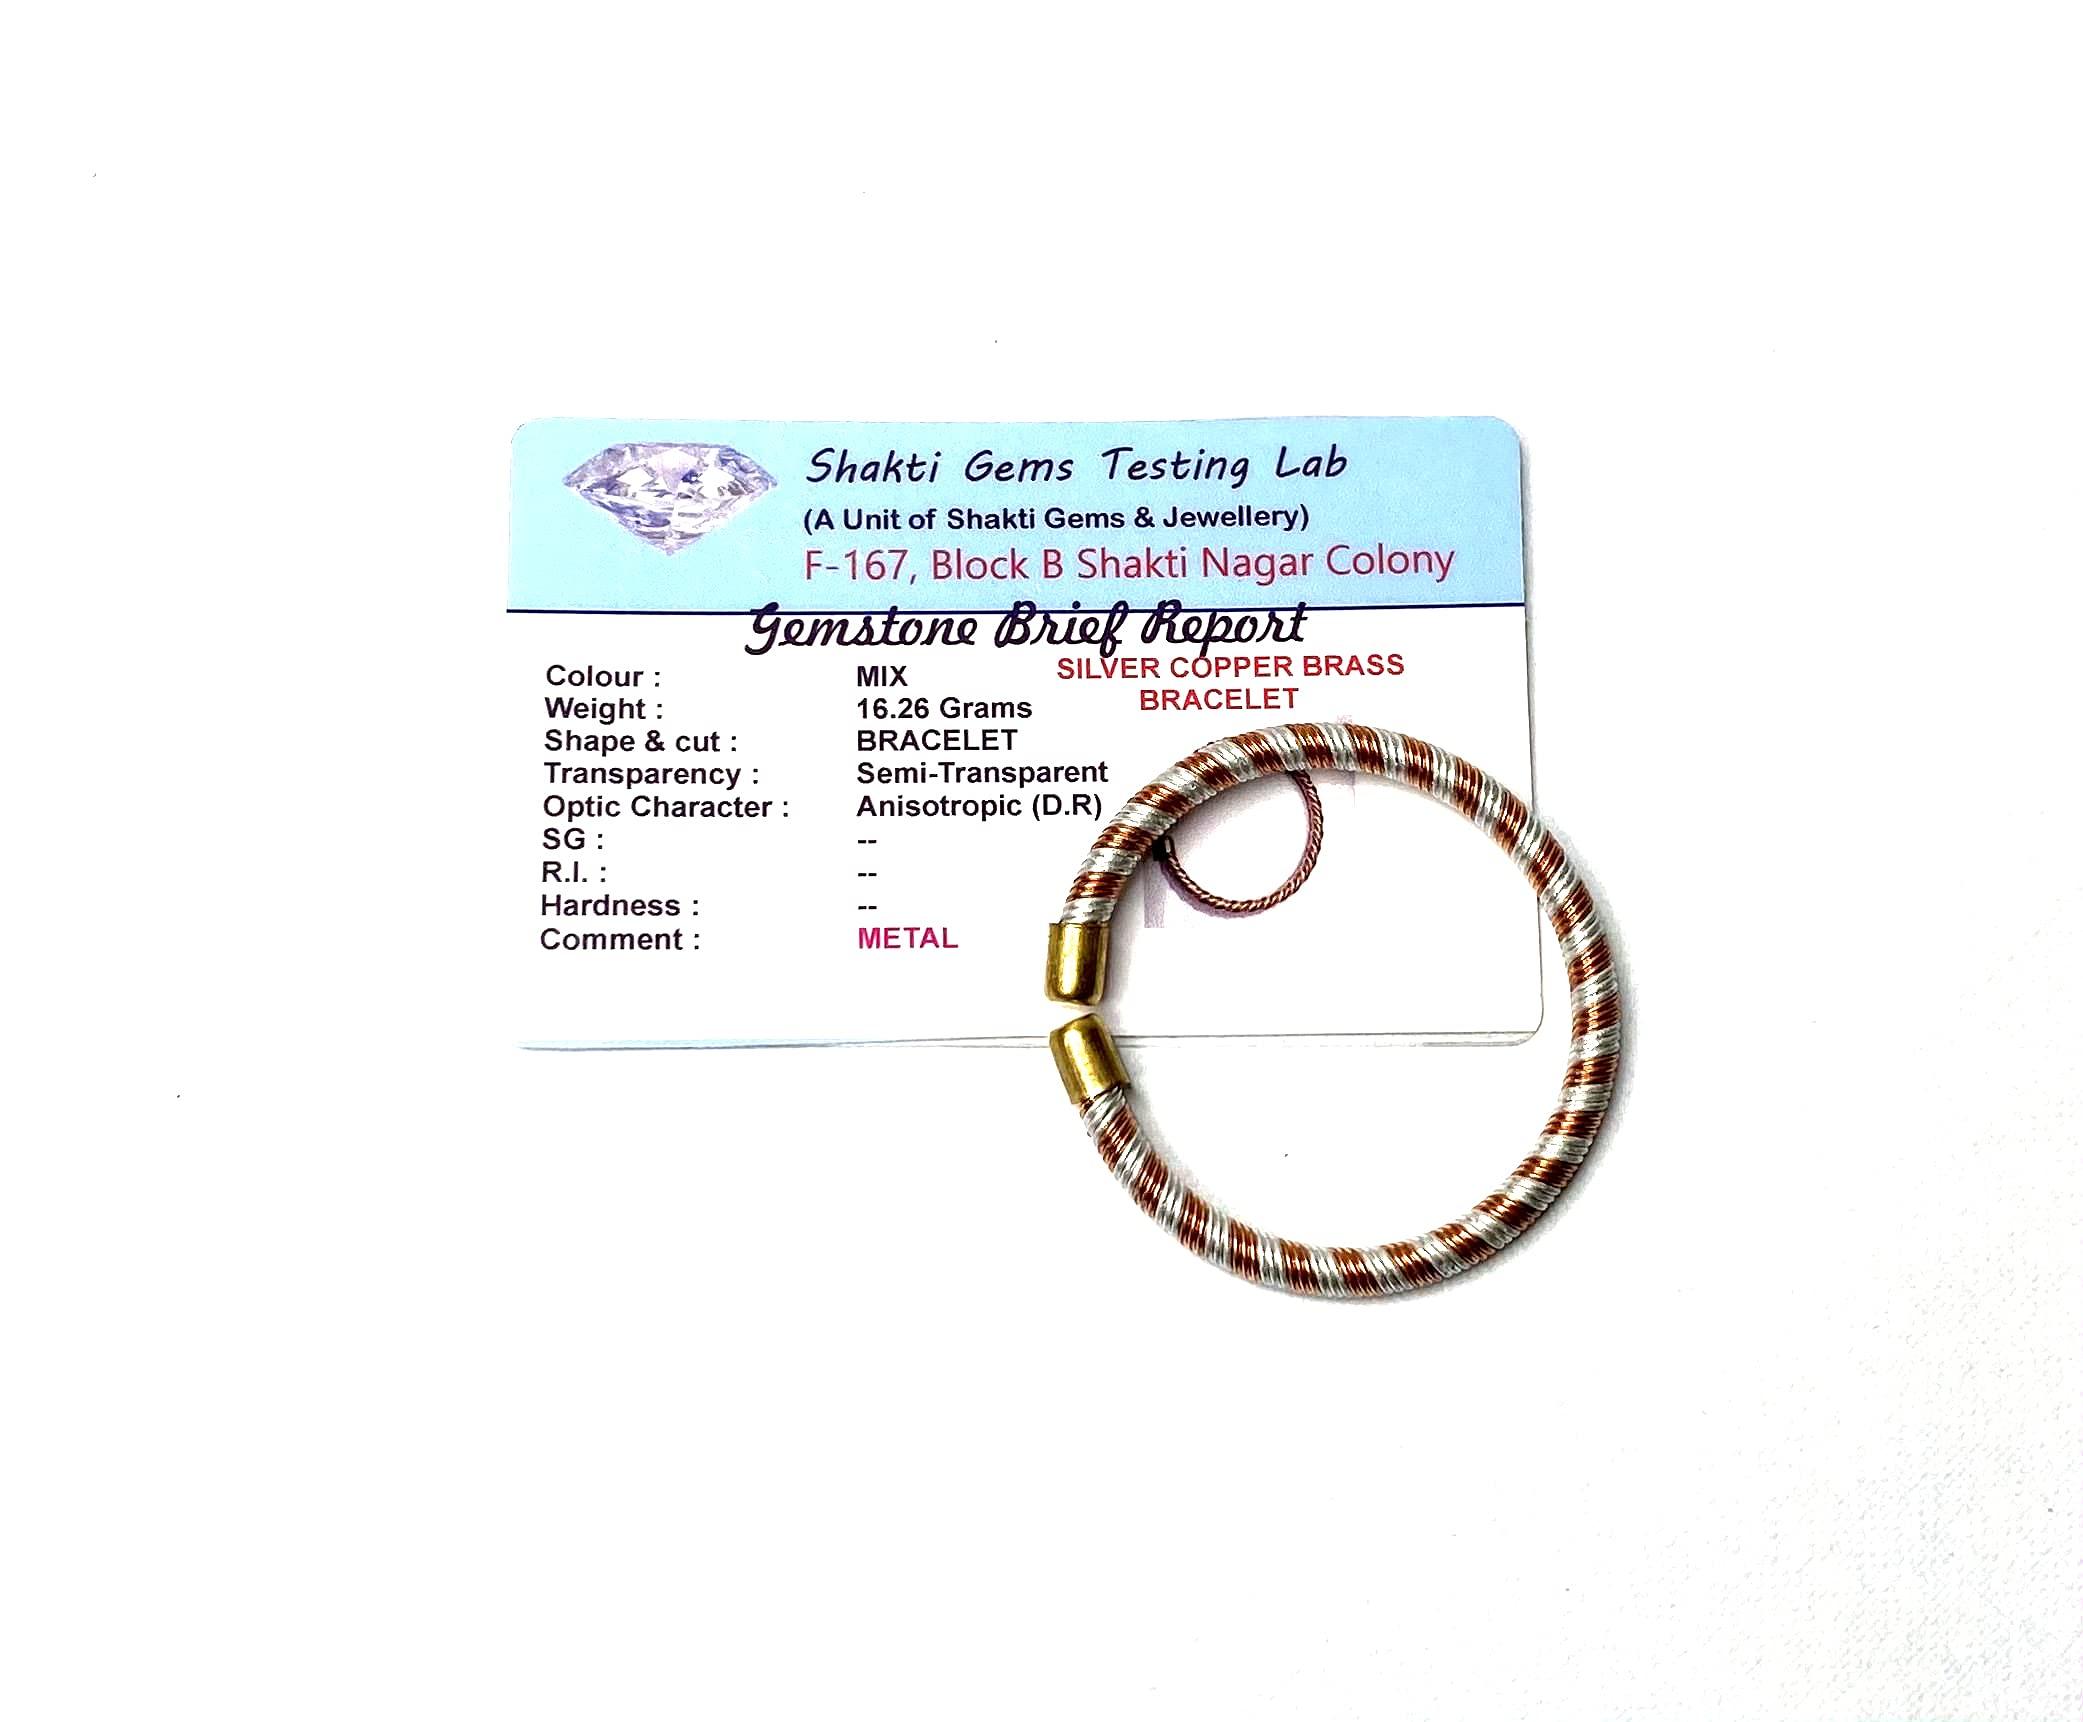 Shakti Gems Testing Lab
(A Unit of Shakti Gems & Jewellery)
F-167, Block B Shakti Nagar Colony
Gemstone Brief Report
SILVER COPPER BRASS
BRACELET
Colour : MIX
Weight : 16.26 Grams
Shape & cut : BRACELET
Transparency : Semi-Transparent
Optic Character : Anisotropic (D.R)
SG : --
R.I. : --
Hardness : --
Comment : METAL